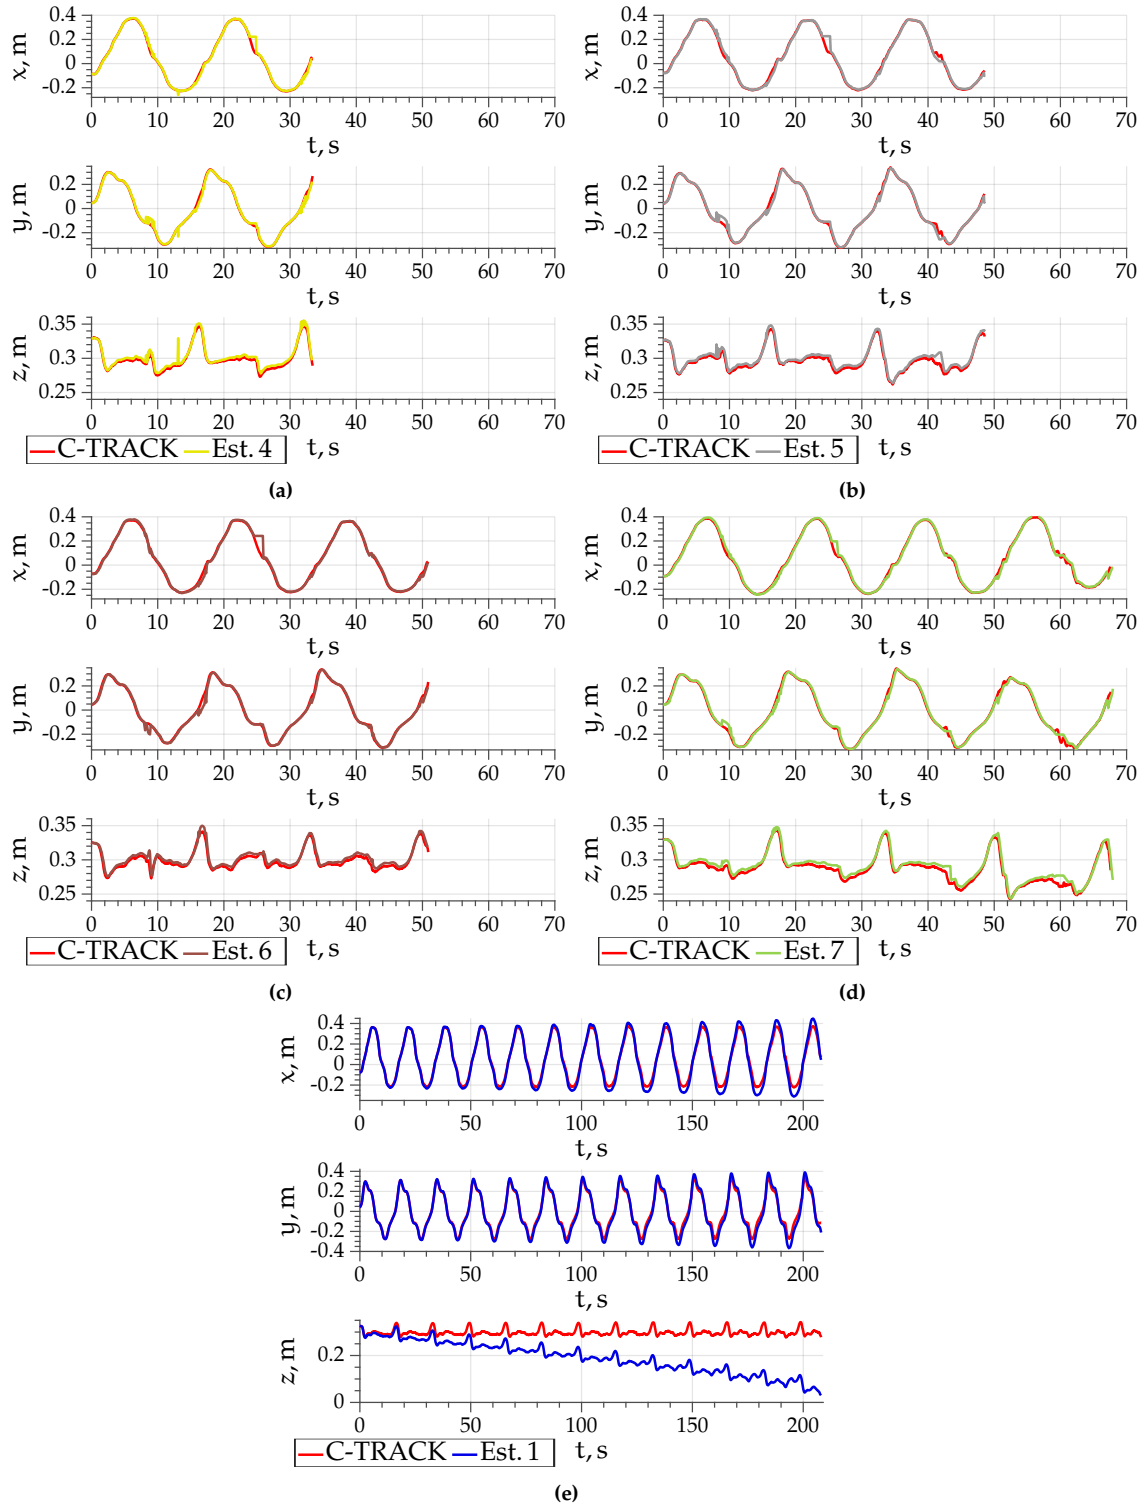 0.4
0.2
0
-0.2
x, m
0 10 20 30 40 50 60 70
t, s
0.2
0
-0.2
y, m
0 10 20 30 40 50 60 70
t, s
0.35
0.3
0.25
z, m
0 10 20 30 40 50 60 70
C-TRACK Est. 4 t, s
(a)
0.4
0.2
0
-0.2
x, m
0 10 20 30 40 50 60 70
t, s
0.2
0
-0.2
y, m
0 10 20 30 40 50 60 70
t, s
0.35
0.3
0.25
z, m
0 10 20 30 40 50 60 70
C-TRACK Est. 5 t, s
(b)
0.4
0.2
0
-0.2
x, m
0 10 20 30 40 50 60 70
t, s
0.2
0
-0.2
y, m
0 10 20 30 40 50 60 70
t, s
0.35
0.3
0.25
z, m
0 10 20 30 40 50 60 70
C-TRACK Est. 6 t, s
(c)
0.4
0.2
0
-0.2
x, m
0 10 20 30 40 50 60 70
t, s
0.2
0
-0.2
y, m
0 10 20 30 40 50 60 70
t, s
0.35
0.3
0.25
z, m
0 10 20 30 40 50 60 70
C-TRACK Est. 7 t, s
(d)
0.4
0.2
0
-0.2
x, m
0 50 100 150 200
t, s
0.4
0.2
0
-0.2
-0.4
y, m
0 50 100 150 200
t, s
0.2
0
z, m
0 50 100 150 200
C-TRACK Est. 1 t, s
(e)